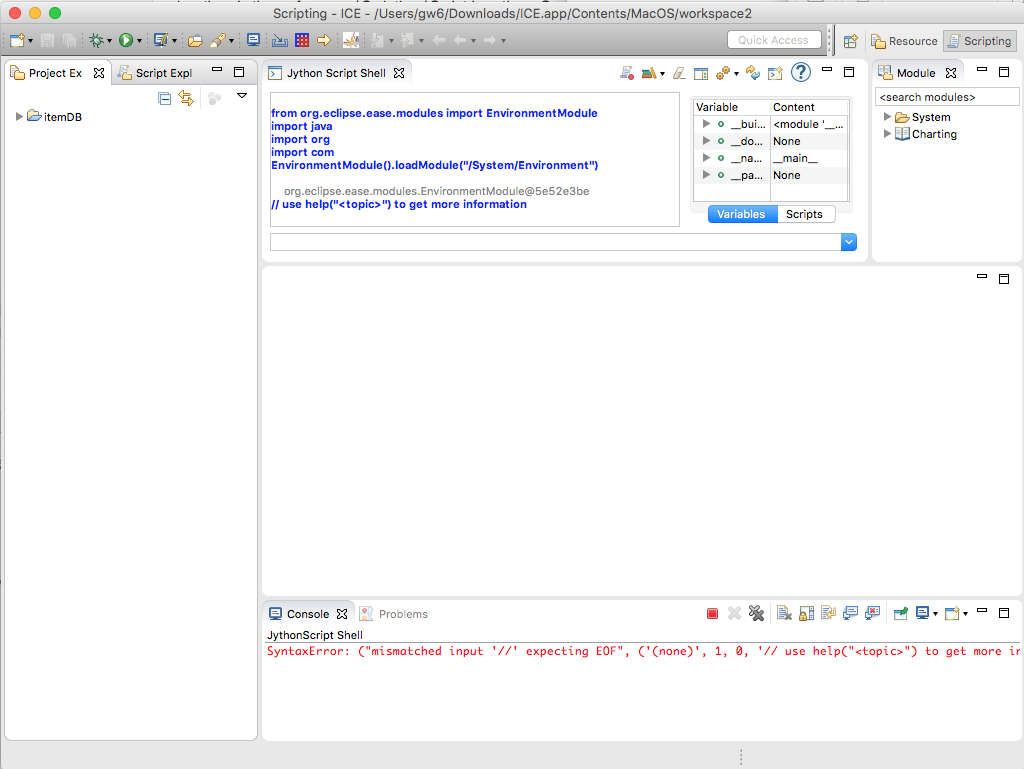 Scripting - ICE - /Users/gw6/Downloads/ICE.app/Contents/MacOS/workspace2
Quick Access
Resource
Scripting
Project Ex
Script Expl
itemDB
Jython Script Shell
from org.eclipse.ease.modules import EnvironmentModule
import java
import org
import com
EnvironmentModule().loadModule("/System/Environment")
org.eclipse.ease.modules.EnvironmentModule@5e52e3be
// use help("<topic>") to get more information
Variable Content
__bui... <module '__...
__do... None
__na... __main__
__pa... None
Variables Scripts
Module
<search modules>
System
Charting
Console
Problems
JythonScript Shell
SyntaxError: ("mismatched input '//' expecting EOF", ('(none)', 1, 0, '// use help("<topic>") to get more in